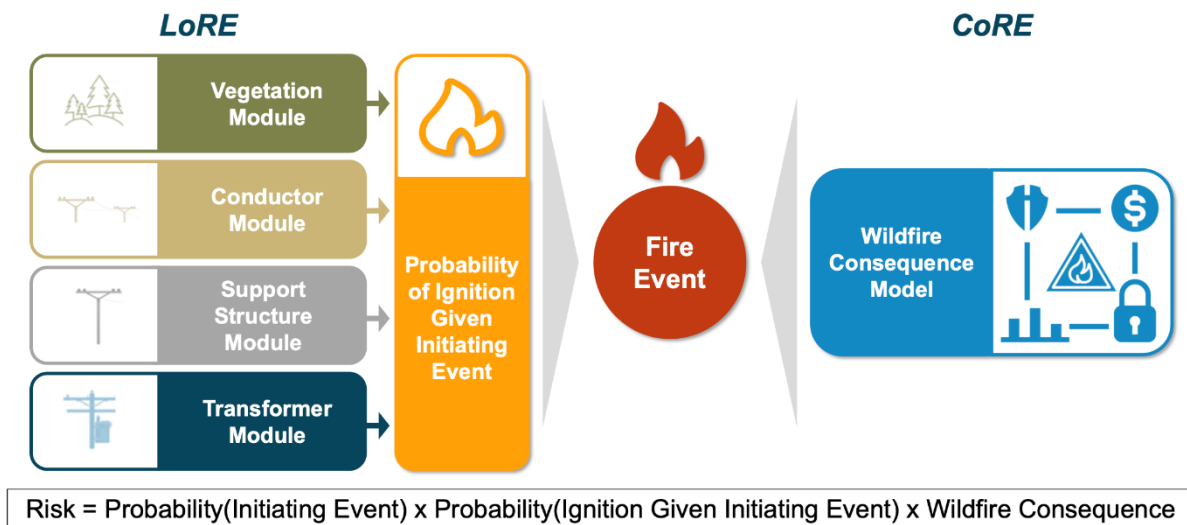 LoRE
CoRE
Vegetation
Module
Conductor
Module
Support
Structure
Module
Transformer
Module
Probability
of Ignition
Given
Initiating
Event
Fire
Event
Wildfire
Consequence
Model
$
Risk = Probability(Initiating Event) x Probability(Ignition Given Initiating Event) x Wildfire Consequence